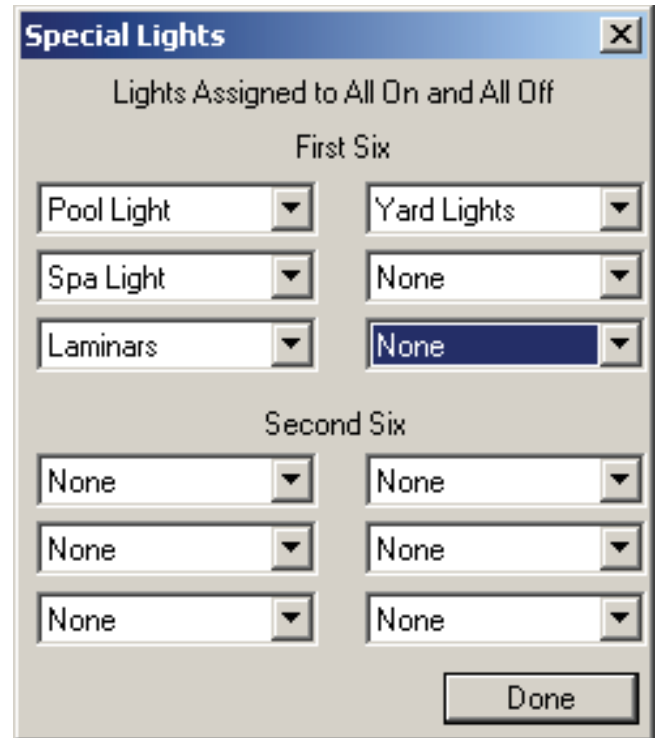 Special Lights
Lights Assigned to All On and All Off
First Six
Pool Light Yard Lights
Spa Light None
Laminars None
Second Six
None None
None None
None None
Done